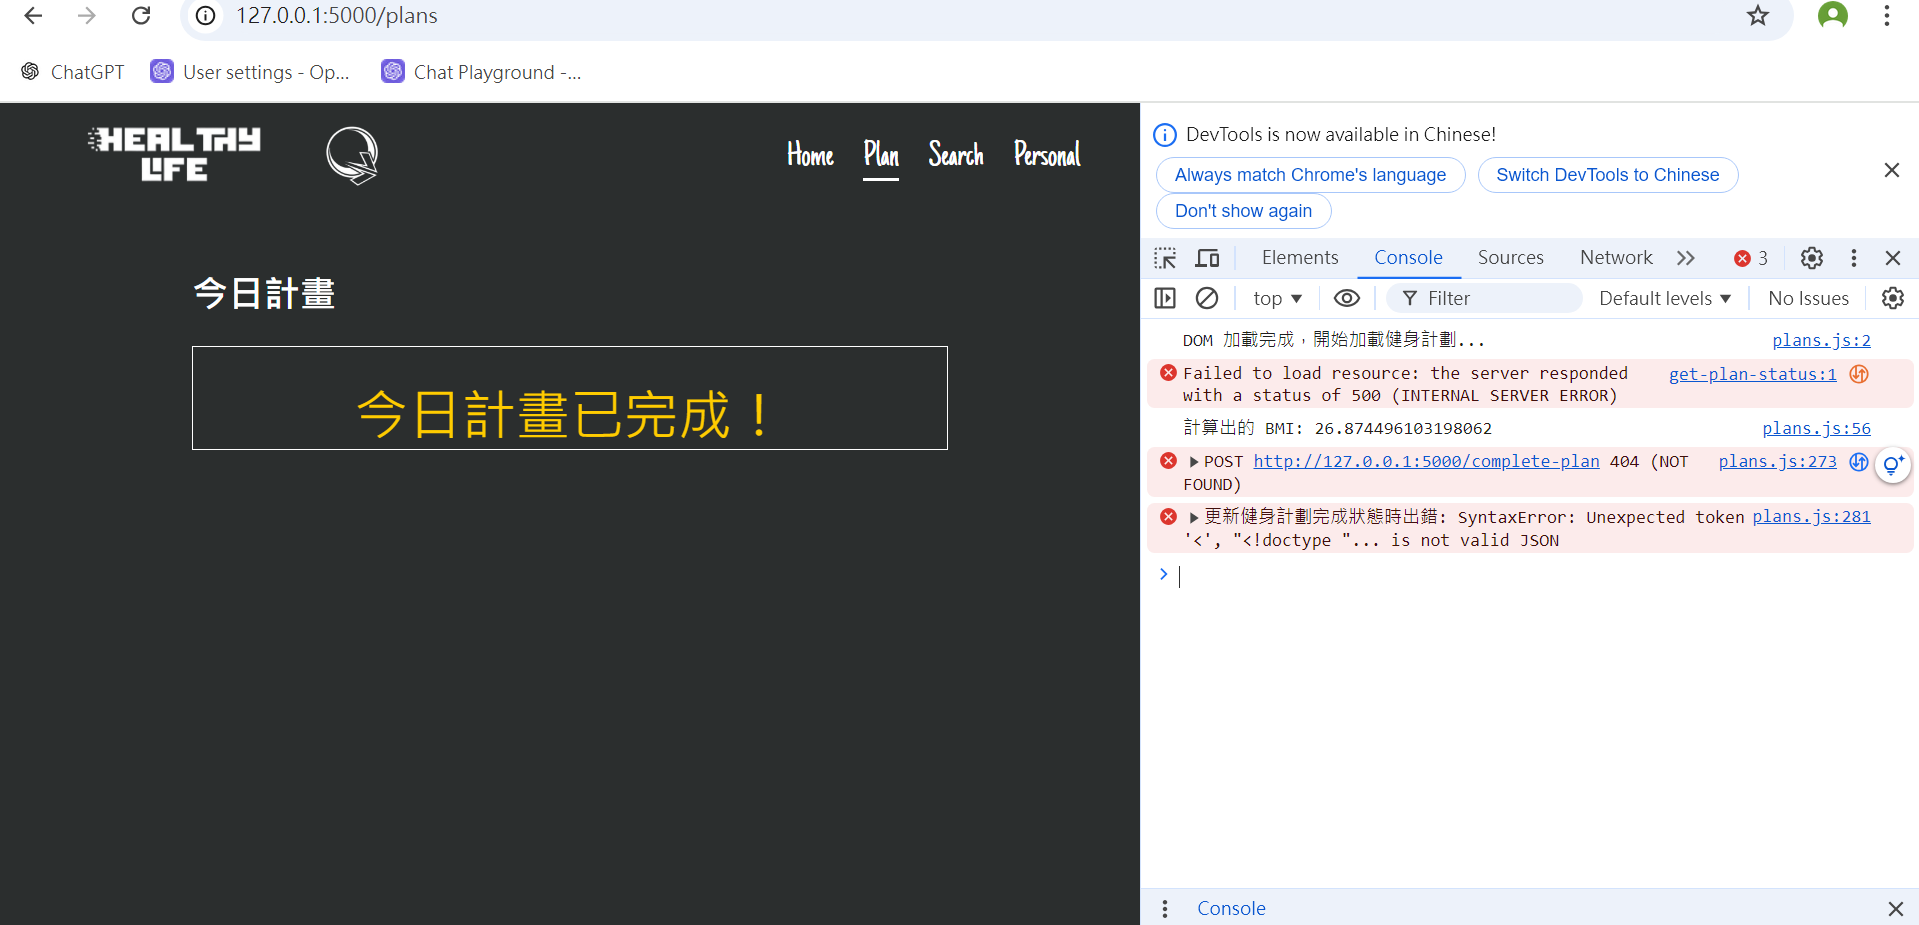 127.0.0.1:5000/plans
ChatGPT
User settings - Op...
Chat Playground -...
HEALTHY
LIFE
Home
Plan
Search
Personal
今日計畫
今日計畫已完成！
DevTools is now available in Chinese!
Always match Chrome's language
Switch DevTools to Chinese
Don't show again
Elements
Console
Sources
Network
3
top
Filter
Default levels
No Issues
DOM 加載完成，開始加載健身計劃...
plans.js:2
Failed to load resource: the server responded
get-plan-status:1
with a status of 500 (INTERNAL SERVER ERROR)
計算出的 BMI: 26.874496103198062
plans.js:56
POST http://127.0.0.1:5000/complete-plan 404 (NOT
plans.js:273
FOUND)
更新健身計劃完成狀態時出錯: SyntaxError: Unexpected token
plans.js:281
'<', "<!doctype "... is not valid JSON
Console